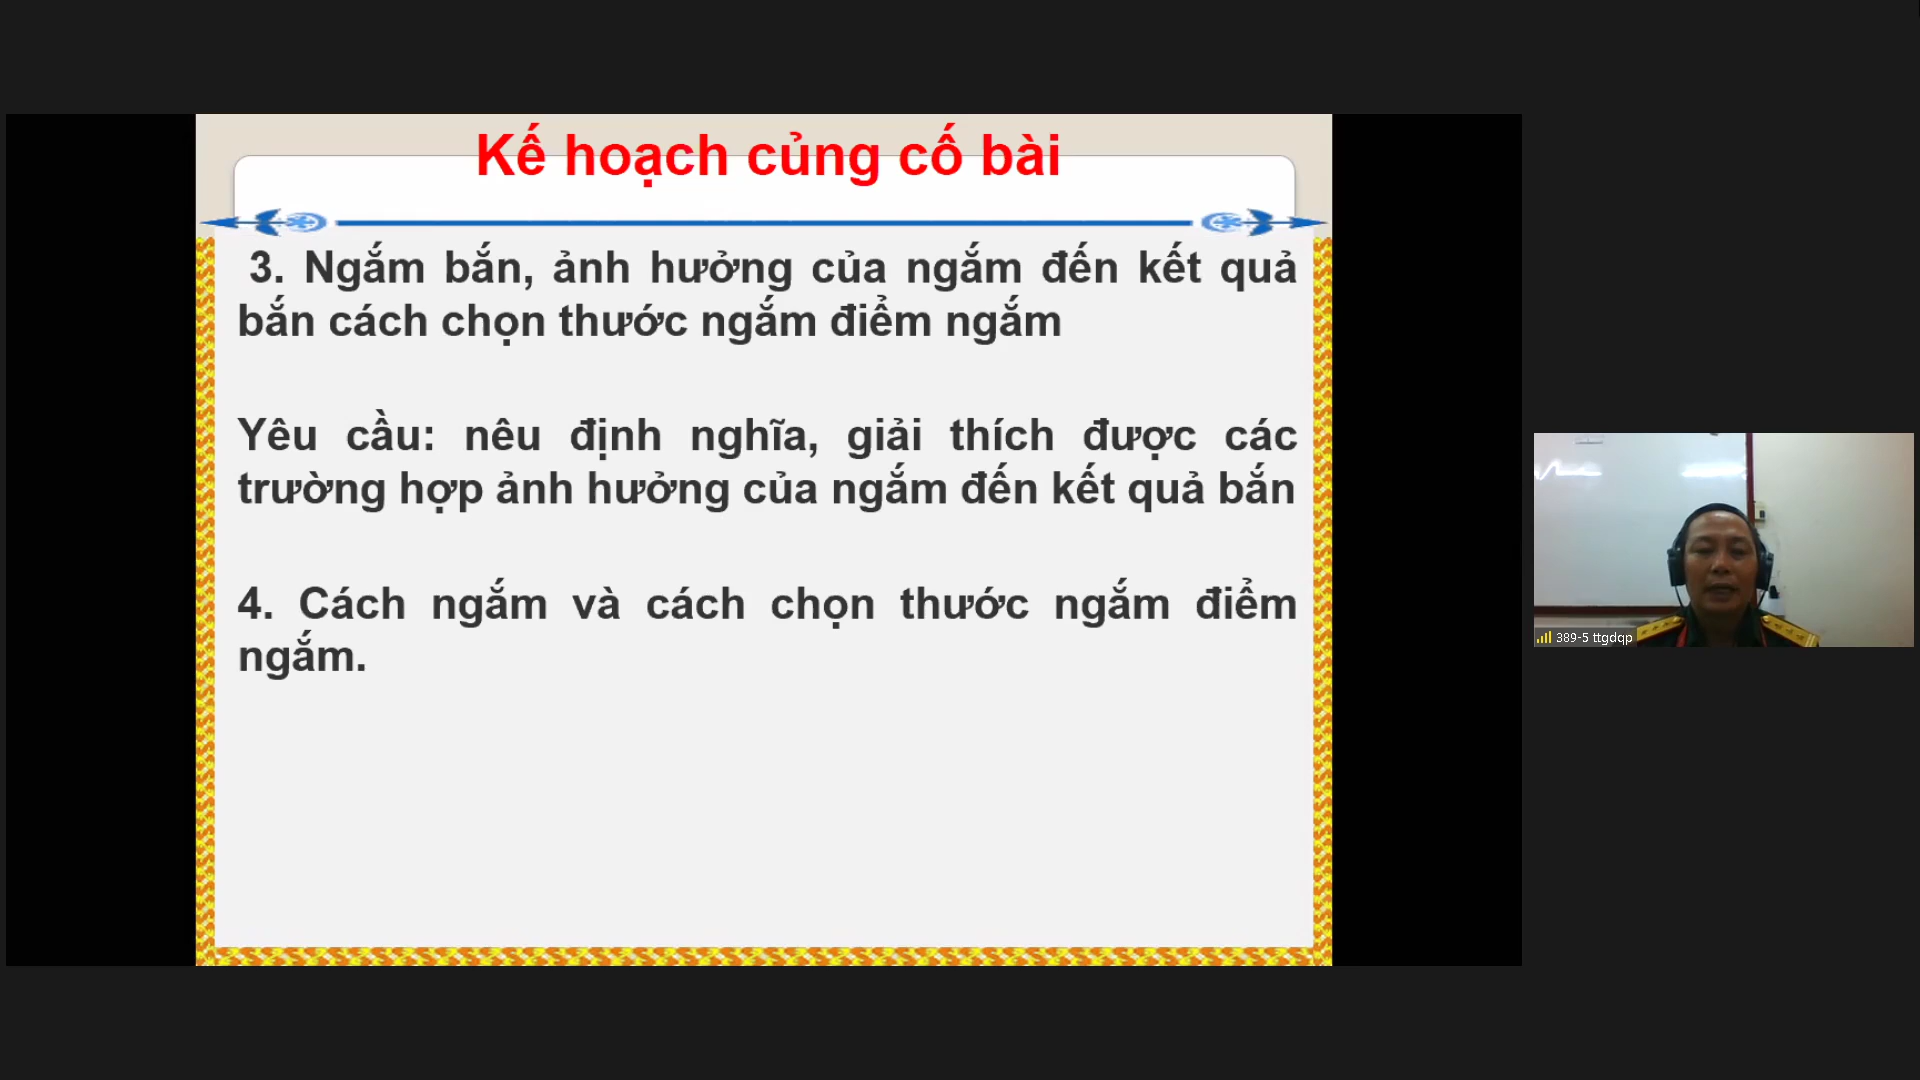 Kế hoạch củng cố bài
3. Ngắm bắn, ảnh hưởng của ngắm đến kết quả
bắn cách chọn thước ngắm điểm ngắm
Yêu cầu: nêu định nghĩa, giải thích được các
trường hợp ảnh hưởng của ngắm đến kết quả bắn
4. Cách ngắm và cách chọn thước ngắm điểm
ngắm.
389-5 ttgdqp